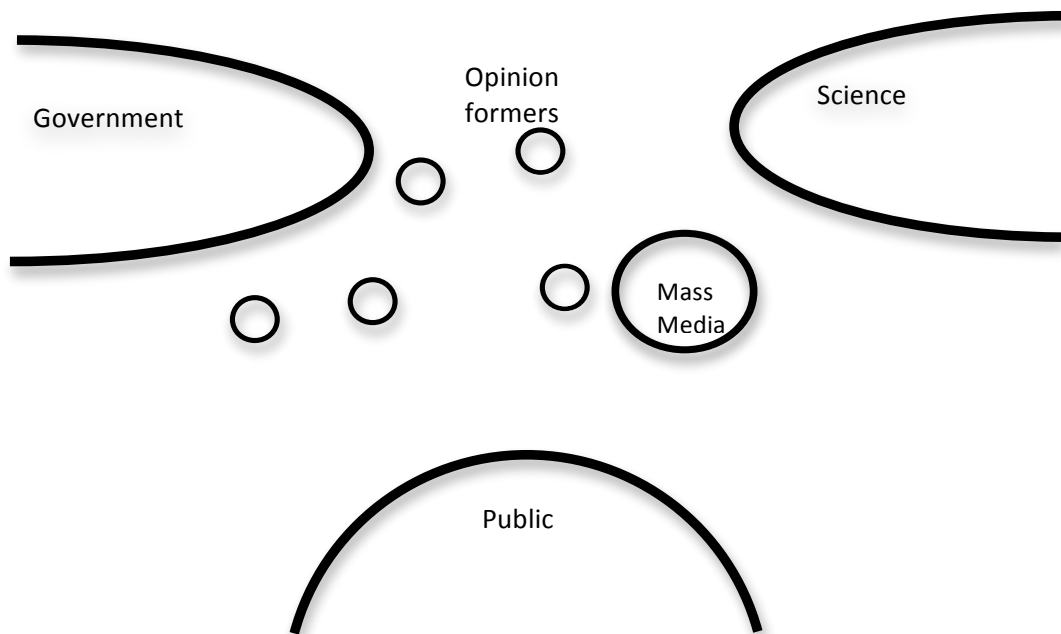 Government
Opinion
formers
Science
Mass
Media
Public